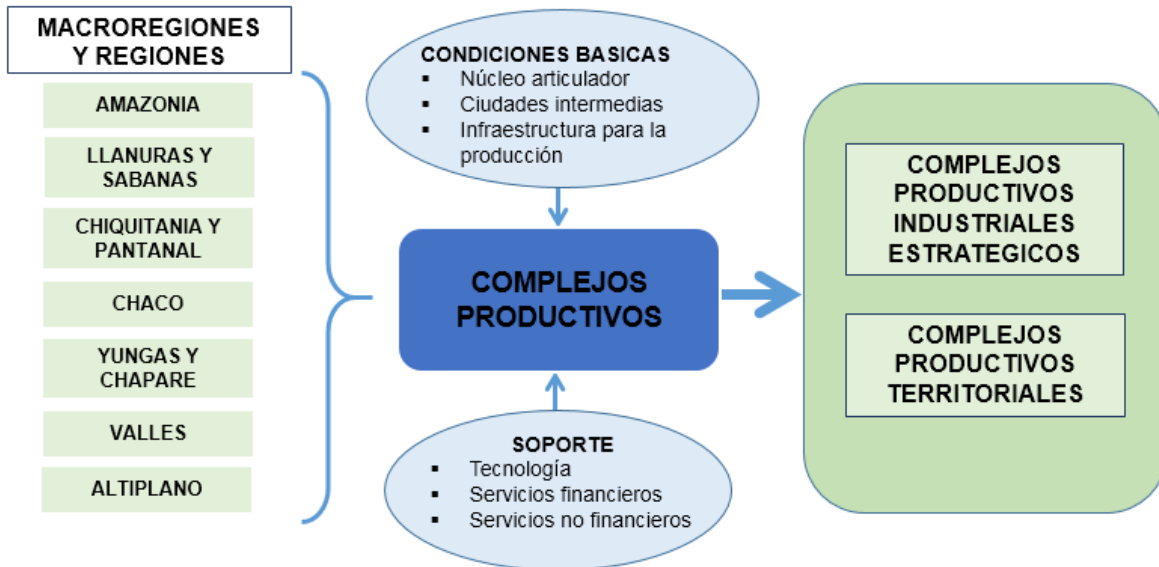 MACROREGIONES
Y REGIONES
AMAZONIA
LLANURAS Y
SABANAS
CHIQUITANIA Y
PANTANAL
CHACO
YUNGAS Y
CHAPARE
VALLES
ALTIPLANO
CONDICIONES BASICAS
▪ Núcleo articulador
▪ Ciudades intermedias
▪ Infraestructura para la
producción
COMPLEJOS
PRODUCTIVOS
SOPORTE
▪ Tecnología
▪ Servicios financieros
▪ Servicios no financieros
COMPLEJOS
PRODUCTIVOS
INDUSTRIALES
ESTRATEGICOS
COMPLEJOS
PRODUCTIVOS
TERRITORIALES